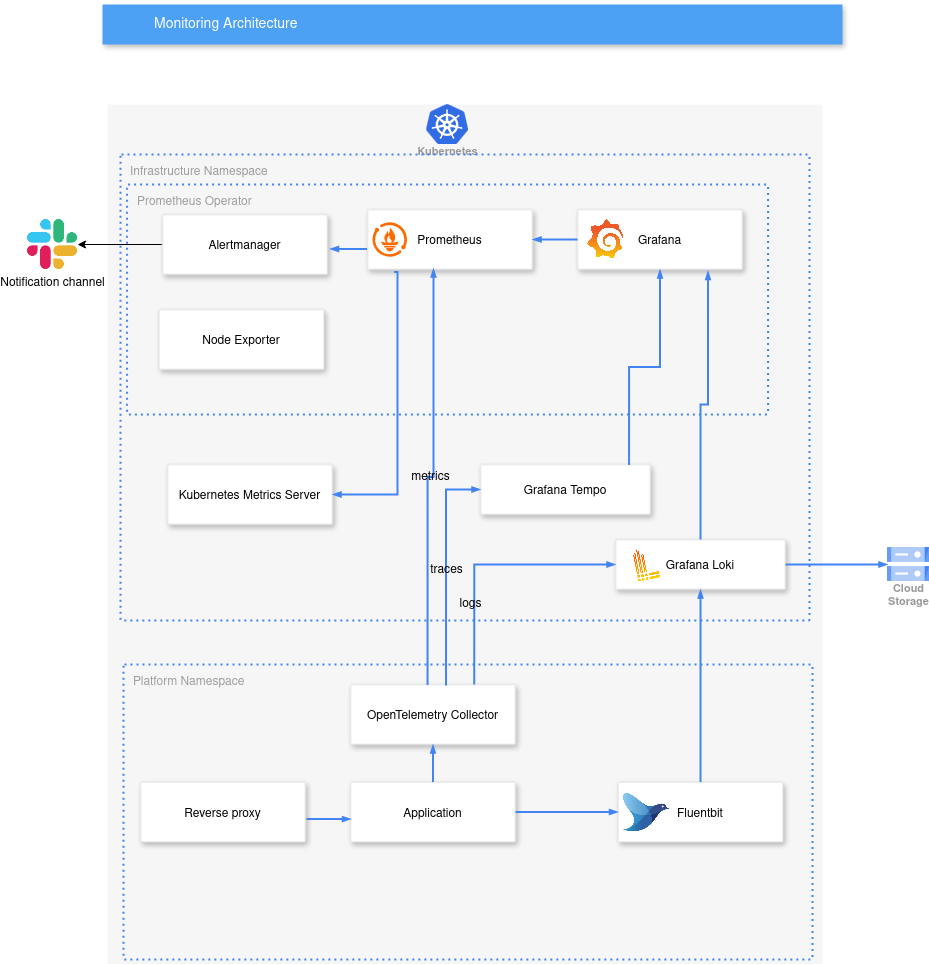 Monitoring Architecture
Kubernetes
Infrastructure Namespace
Prometheus Operator
Alertmanager
Prometheus
Grafana
Notification channel
Node Exporter
metrics
Kubernetes Metrics Server
Grafana Tempo
traces
Grafana Loki
logs
Cloud
Storage
Platform Namespace
OpenTelemetry Collector
Reverse proxy
Application
Fluentbit